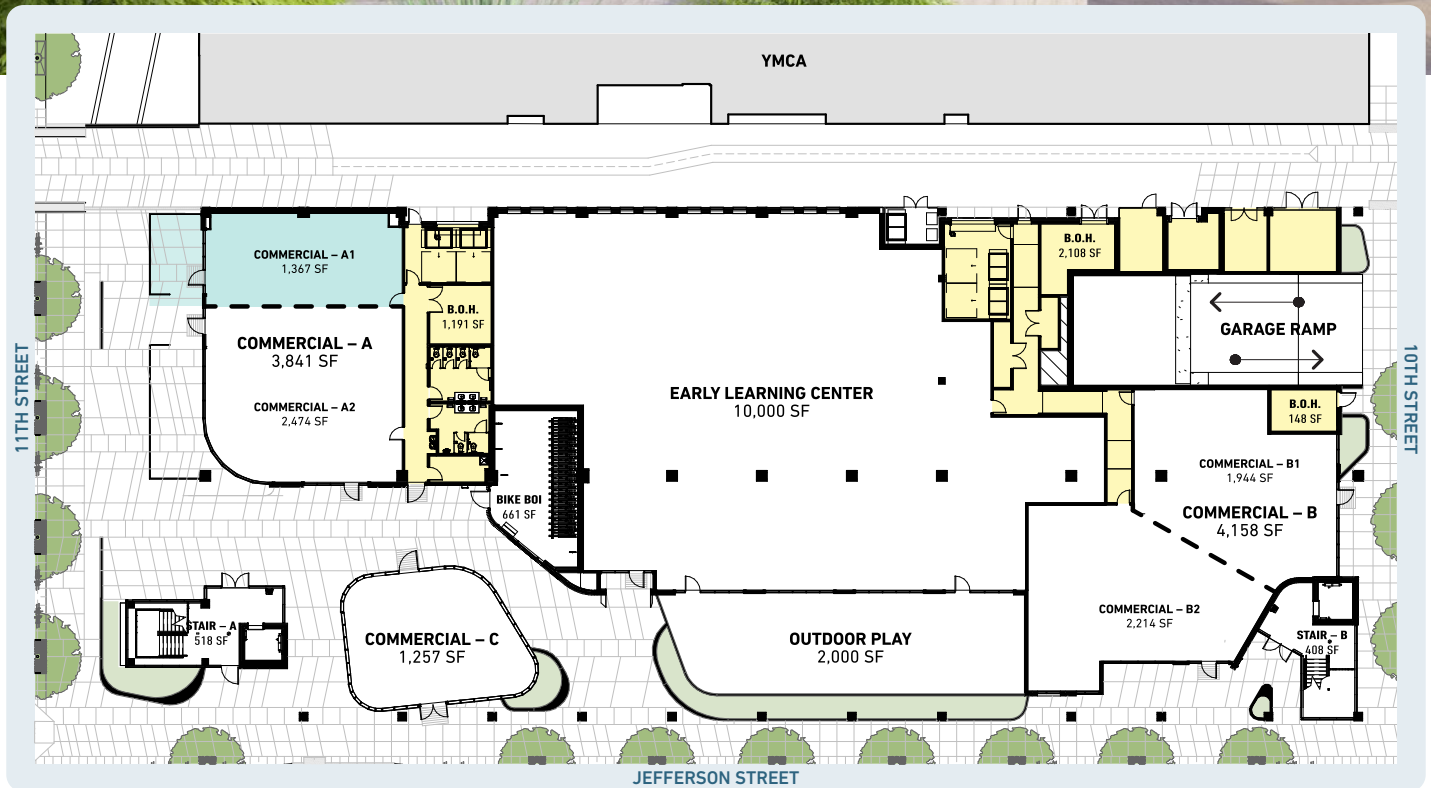 YMCA
COMMERCIAL – A1
1,367 SF
B.O.H.
2,108 SF
B.O.H.
1,191 SF
GARAGE RAMP
COMMERCIAL – A
3,841 SF
11TH STREET
10TH STREET
COMMERCIAL – A2
2,474 SF
EARLY LEARNING CENTER
10,000 SF
B.O.H.
148 SF
COMMERCIAL – B1
1,944 SF
BIKE BOI
661 SF
COMMERCIAL – B
4,158 SF
COMMERCIAL – B2
2,214 SF
STAIR – A
518 SF
COMMERCIAL – C
1,257 SF
OUTDOOR PLAY
2,000 SF
STAIR – B
408 SF
JEFFERSON STREET